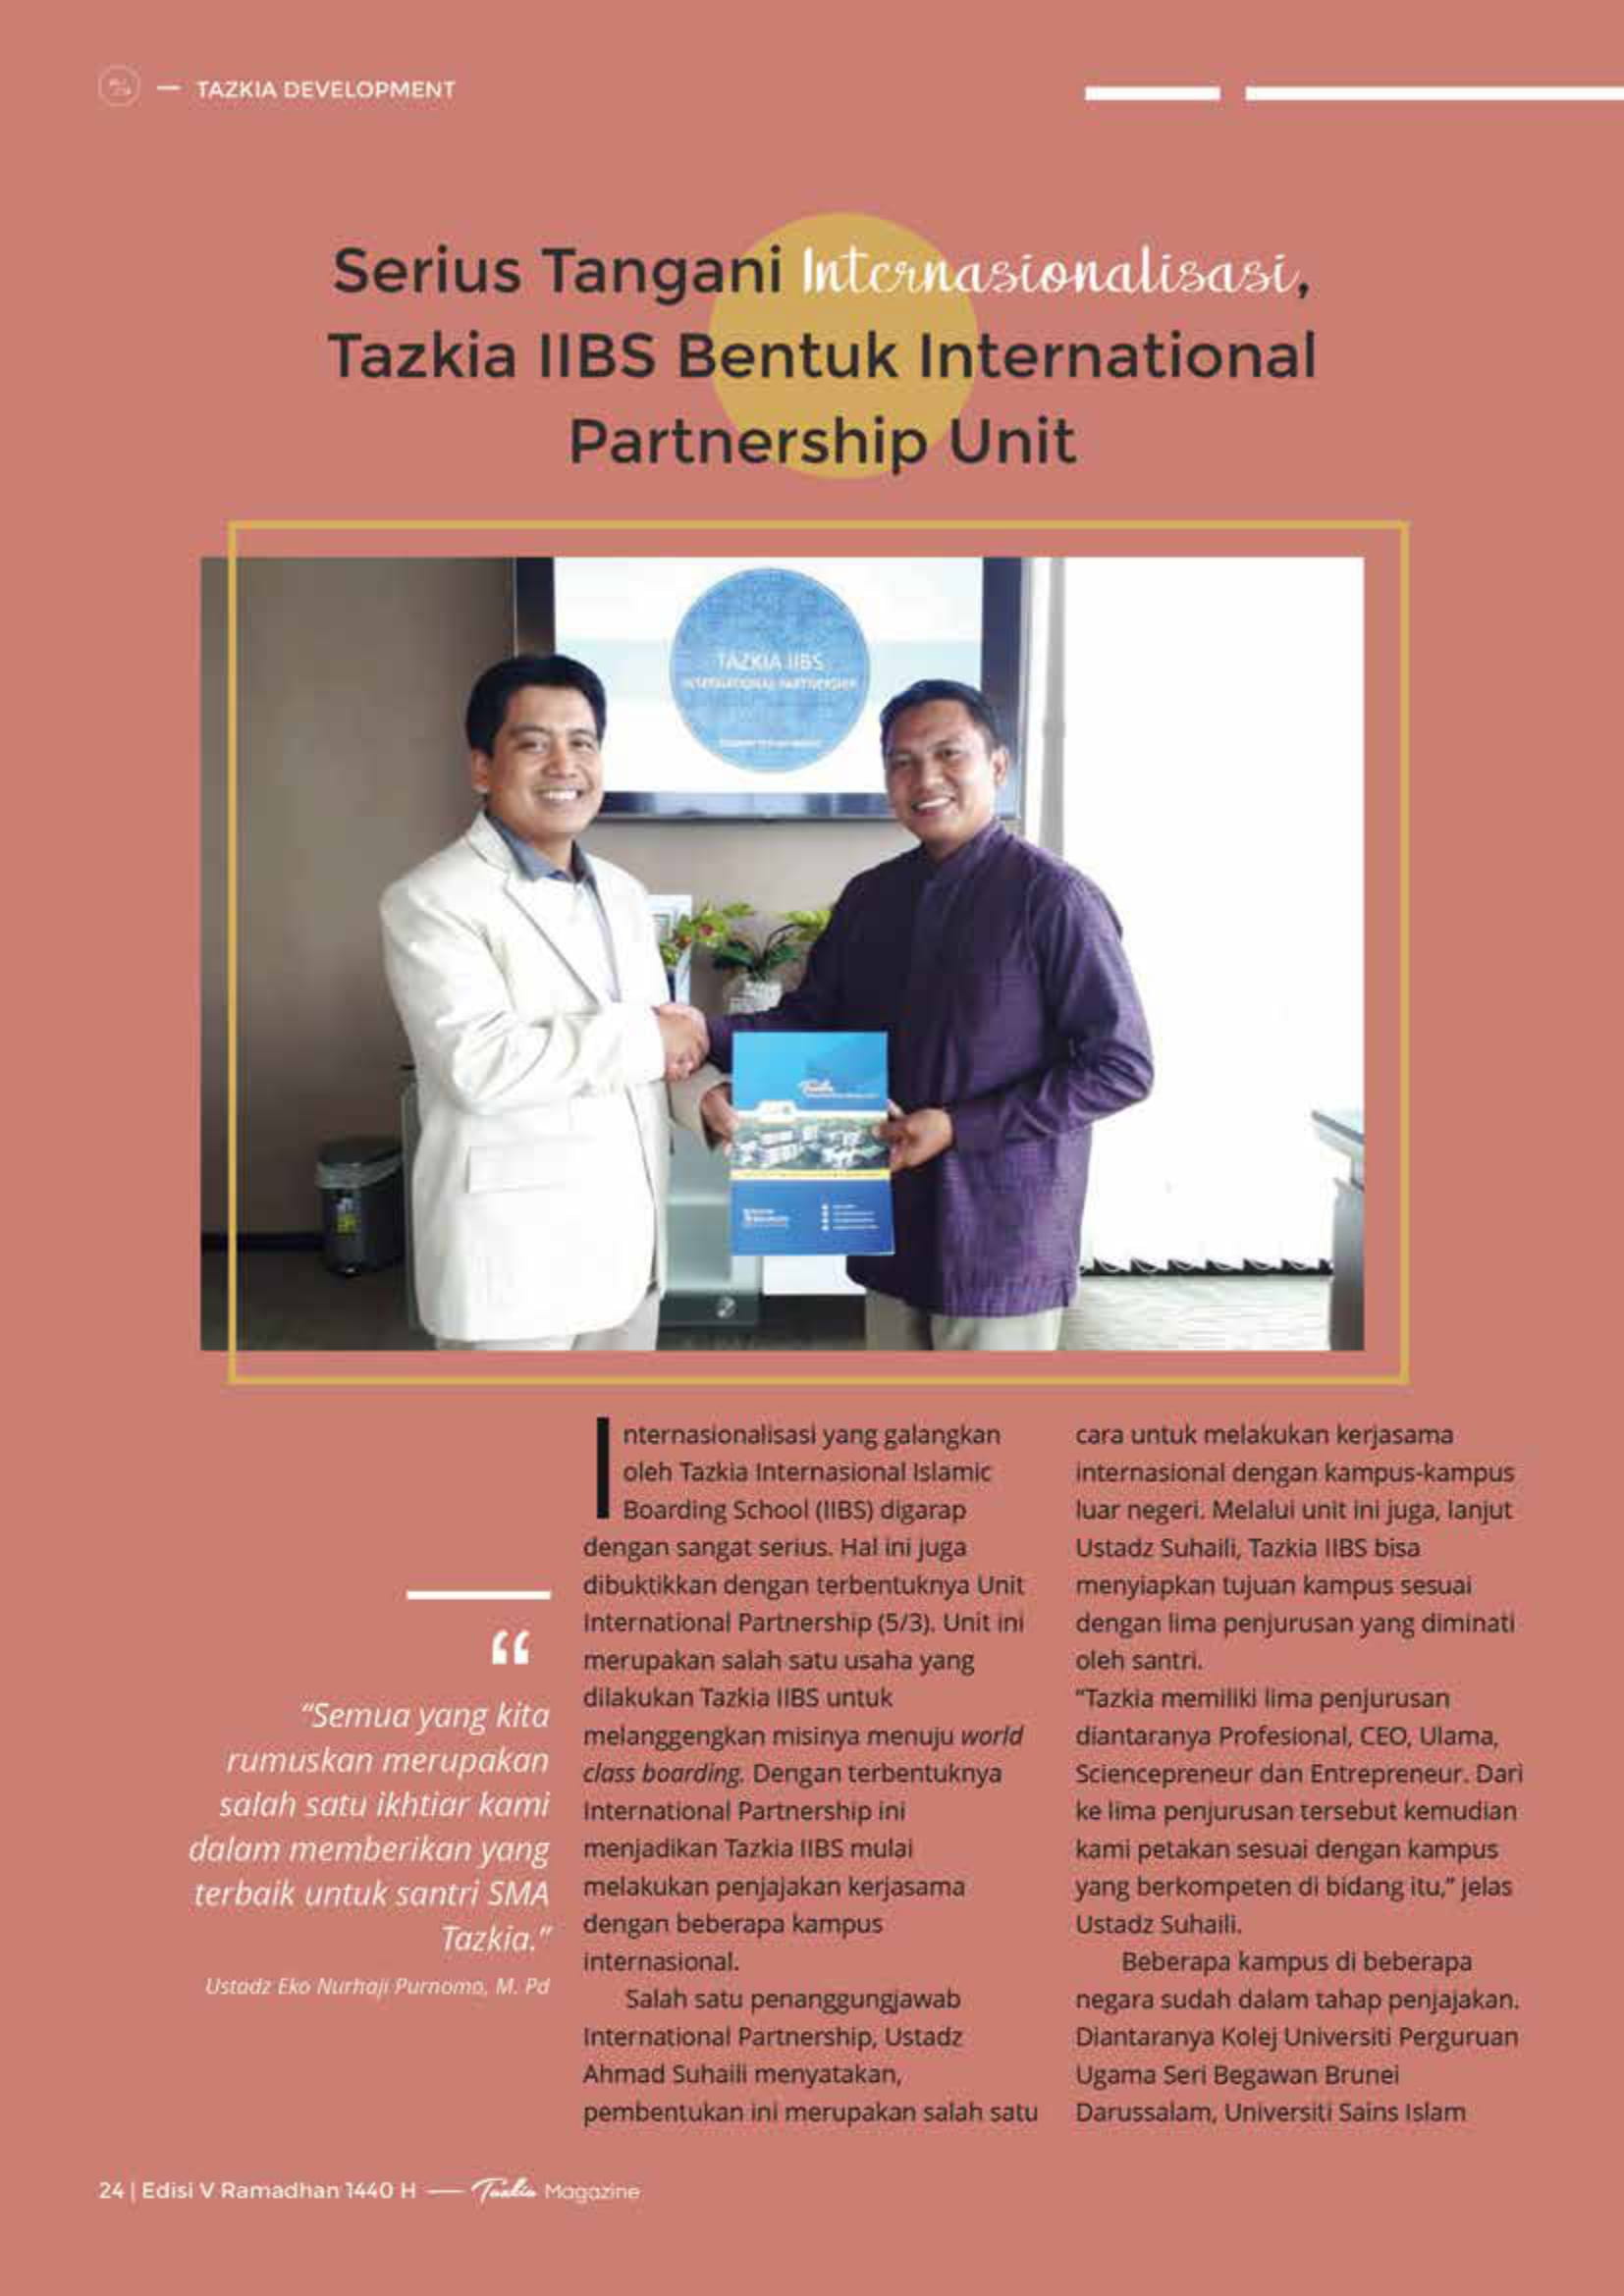 TAZKIA DEVELOPMENT
Serius Tangani Internasionalisasi,
Tazkia IIBS Bentuk International
Partnership Unit
TAZKIA IIBS
INTERNATIONAL PARTNERSHIP
Tazkia
Internasionalisasi yang galangkan
oleh Tazkia Internasional Islamic
Boarding School (IIBS) digarap
dengan sangat serius. Hal ini juga
dibuktikkan dengan terbentuknya Unit
International Partnership (5/3). Unit ini
merupakan salah satu usaha yang
dilakukan Tazkia IIBS untuk
melanggengkan misinya menuju world
class boarding. Dengan terbentuknya
International Partnership ini
menjadikan Tazkia IIBS mulai
melakukan penjajakan kerjasama
dengan beberapa kampus
internasional.
Salah satu penanggungjawab
International Partnership, Ustadz
Ahmad Suhaili menyatakan,
pembentukan ini merupakan salah satu
cara untuk melakukan kerjasama
internasional dengan kampus-kampus
luar negeri. Melalui unit ini juga, lanjut
Ustadz Suhaili, Tazkia IIBS bisa
menyiapkan tujuan kampus sesuai
dengan lima penjurusan yang diminati
oleh santri.
“Tazkia memiliki lima penjurusan
diantaranya Profesional, CEO, Ulama,
Sciencepreneur dan Entrepreneur. Dari
ke lima penjurusan tersebut kemudian
kami petakan sesuai dengan kampus
yang berkompeten di bidang itu,” jelas
Ustadz Suhaili.
Beberapa kampus di beberapa
negara sudah dalam tahap penjajakan.
Diantaranya Kolej Universiti Perguruan
Ugama Seri Begawan Brunei
Darussalam, Universiti Sains Islam
“
“Semua yang kita
rumuskan merupakan
salah satu ikhtiar kami
dalam memberikan yang
terbaik untuk santri SMA
Tazkia.”
Ustadz Eko Nurhaji Purnomo, M. Pd
24 | Edisi V Ramadhan 1440 H — Tazkia Magazine